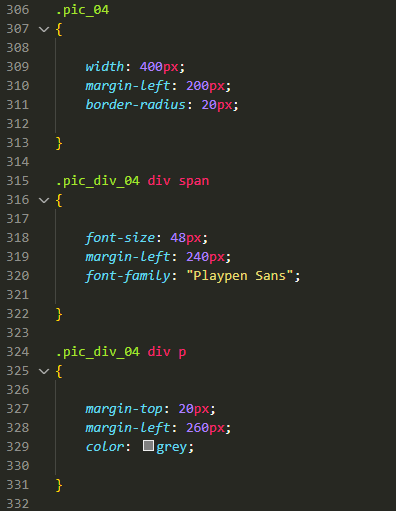 306 .pic_04
307 {
308
309 width: 400px;
310 margin-left: 200px;
311 border-radius: 20px;
312
313 }
314
315 .pic_div_04 div span
316 {
317
318 font-size: 48px;
319 margin-left: 240px;
320 font-family: "Playpen Sans";
321
322 }
323
324 .pic_div_04 div p
325 {
326
327 margin-top: 20px;
328 margin-left: 260px;
329 color: grey;
330
331 }
332